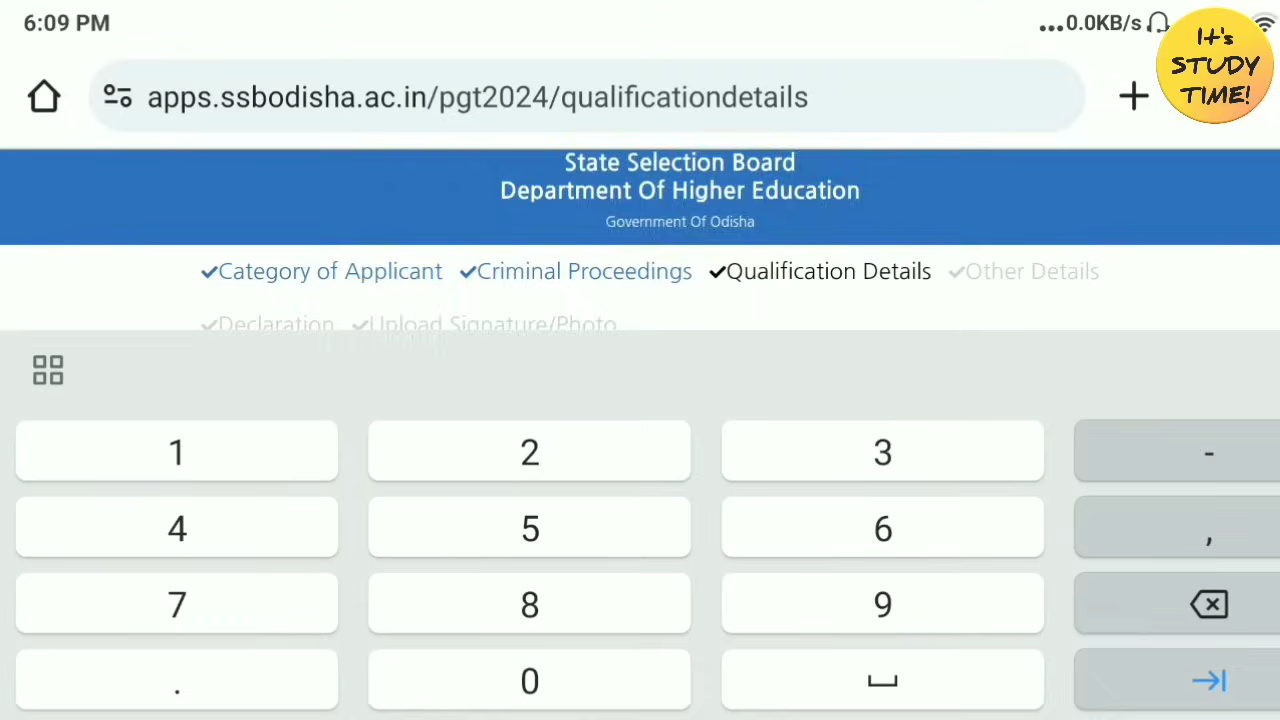 6:09 PM
...0.0KB/s
It's
STUDY
TIME!
apps.ssbodisha.ac.in/pgt2024/qualificationdetails
State Selection Board
Department Of Higher Education
Government Of Odisha
Category of Applicant Criminal Proceedings Qualification Details Other Details
Declaration Upload Signature/Photo
1 2 3 -
4 5 6 ,
7 8 9
. 0